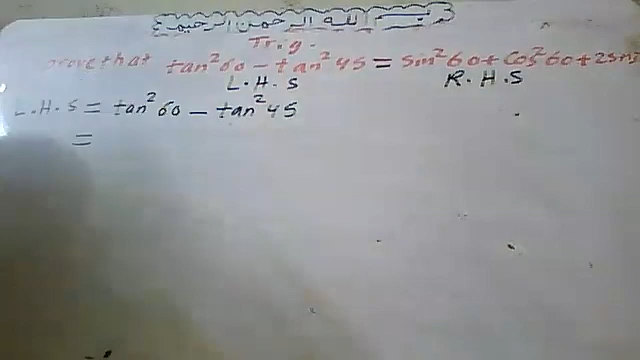 بسم الله الرحمن الرحيم
Trig.
prove that tan²60 - tan²45 = sin²60 + cos²60 + 2sin
L.H.S R.H.S
L.H.S = tan²60 - tan²45
=